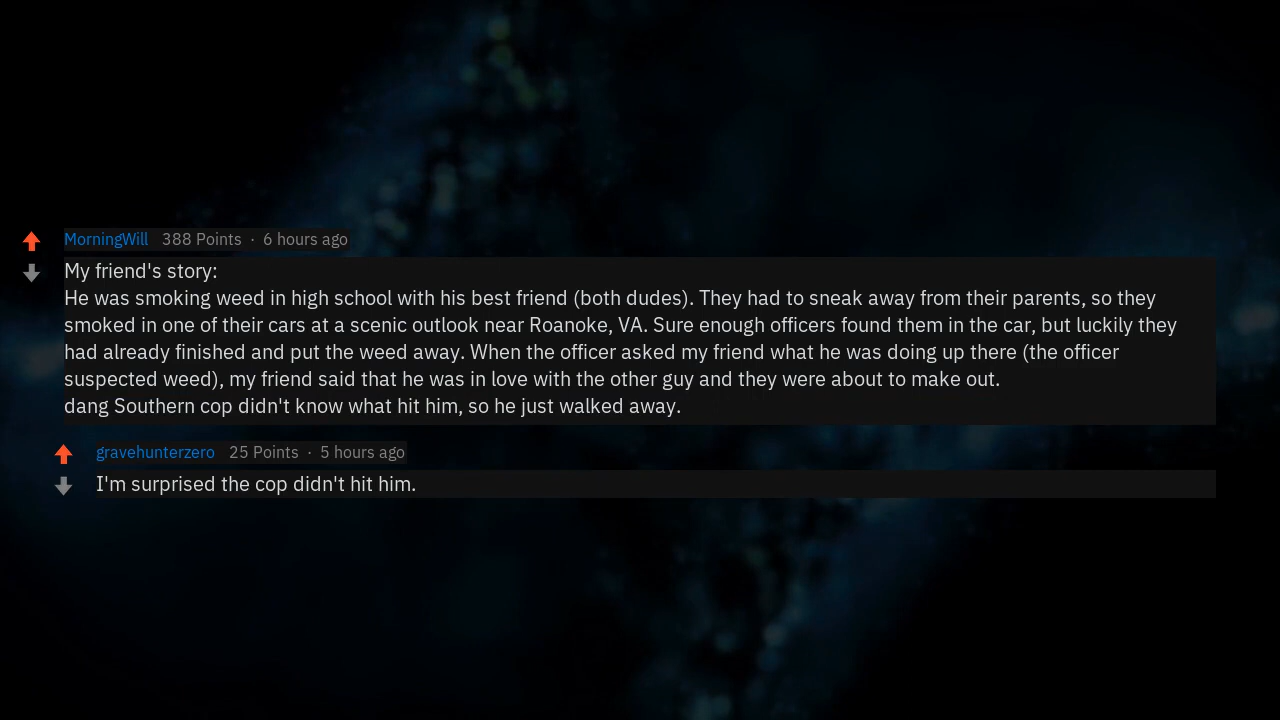 MorningWill 388 Points · 6 hours ago
My friend's story:
He was smoking weed in high school with his best friend (both dudes). They had to sneak away from their parents, so they
smoked in one of their cars at a scenic outlook near Roanoke, VA. Sure enough officers found them in the car, but luckily they
had already finished and put the weed away. When the officer asked my friend what he was doing up there (the officer
suspected weed), my friend said that he was in love with the other guy and they were about to make out.
dang Southern cop didn't know what hit him, so he just walked away.
gravehunterzero 25 Points · 5 hours ago
I'm surprised the cop didn't hit him.